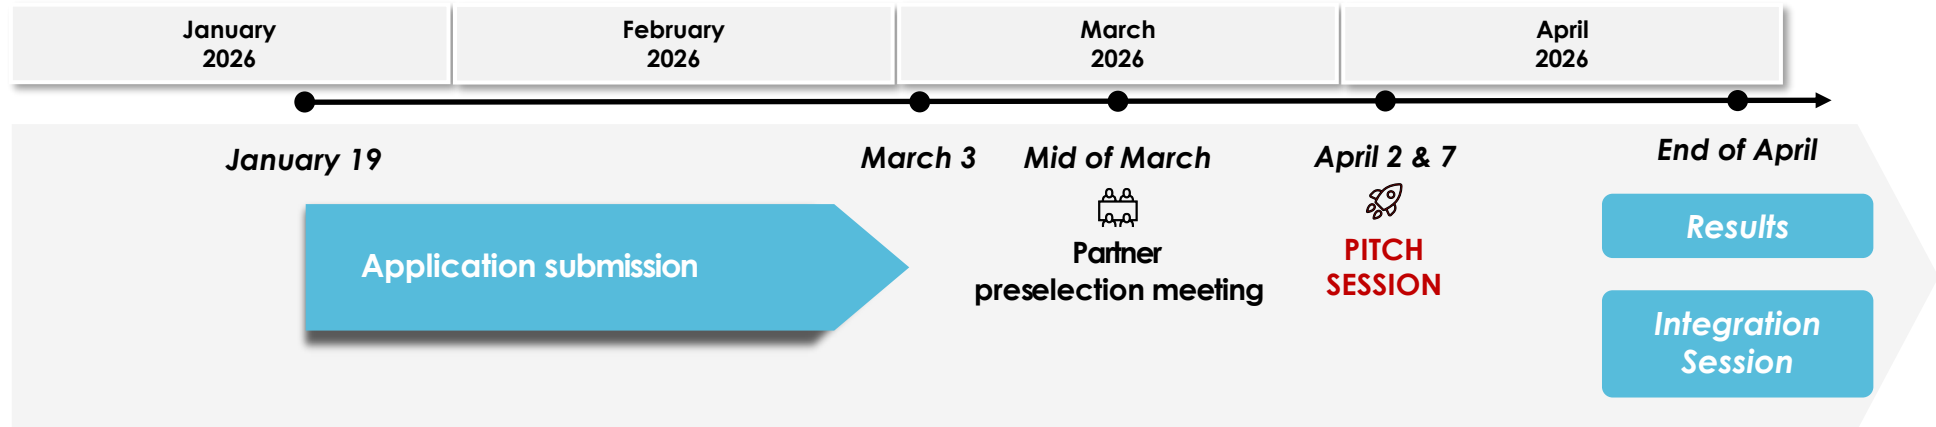 January
2026
February
2026
March
2026
April
2026
January 19
March 3
Mid of March
April 2 & 7
End of April
Application submission
Partner
preselection meeting
PITCH
SESSION
Results
Integration
Session